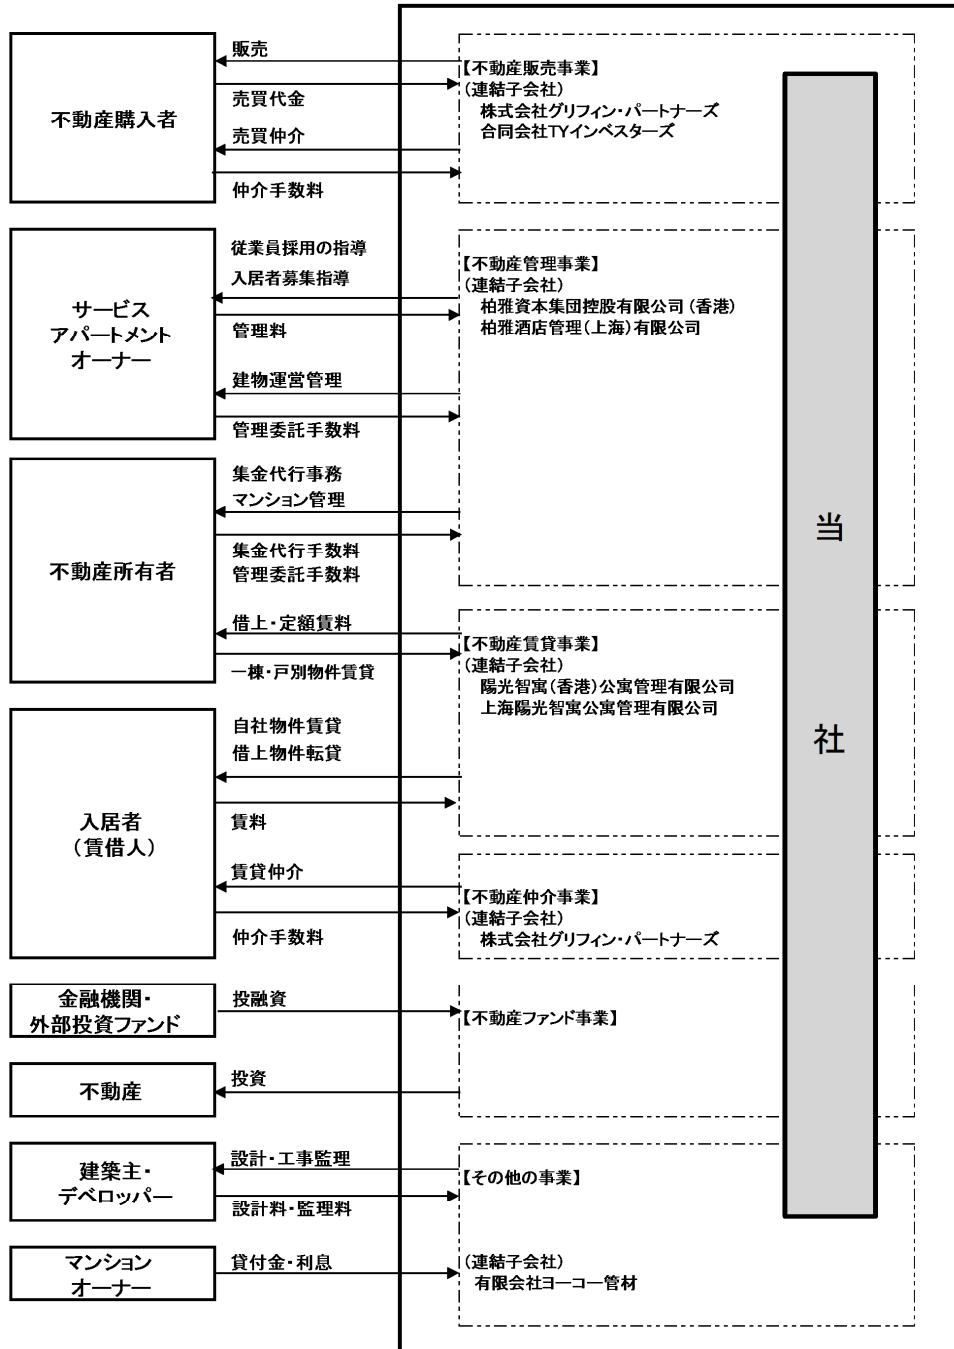 販売
【不動産販売事業】
(連結子会社)
売買代金
株式会社グリフィン・パートナーズ
不動産購入者
合同会社TYインベスターズ
売買仲介
仲介手数料
従業員採用の指導
入居者募集指導
【不動産管理事業】
(連結子会社)
サービス
アパートメント
オーナー
柏雅資本集団控股有限公司(香港)
柏雅酒店管理(上海)有限公司
管理料
建物運営管理
管理委託手数料
集金代行事務
マンション管理
当
社
不動産所有者
集金代行手数料
管理委託手数料
借上・定額賃料
【不動産賃貸事業】
(連結子会社)
一棟・戸別物件賃貸
陽光智寓(香港)公寓管理有限公司
上海陽光智寓公寓管理有限公司
自社物件賃貸
借上物件転貸
入居者
(賃借人)
賃料
賃貸仲介
【不動産仲介事業】
(連結子会社)
仲介手数料
株式会社グリフィン・パートナーズ
金融機関・
外部投資ファンド
投融資
【不動産ファンド事業】
不動産
投資
建築主・
デベロッパー
設計・工事監理
【その他の事業】
設計料・監理料
マンション
オーナー
貸付金・利息
(連結子会社)
有限会社ヨーコー管材